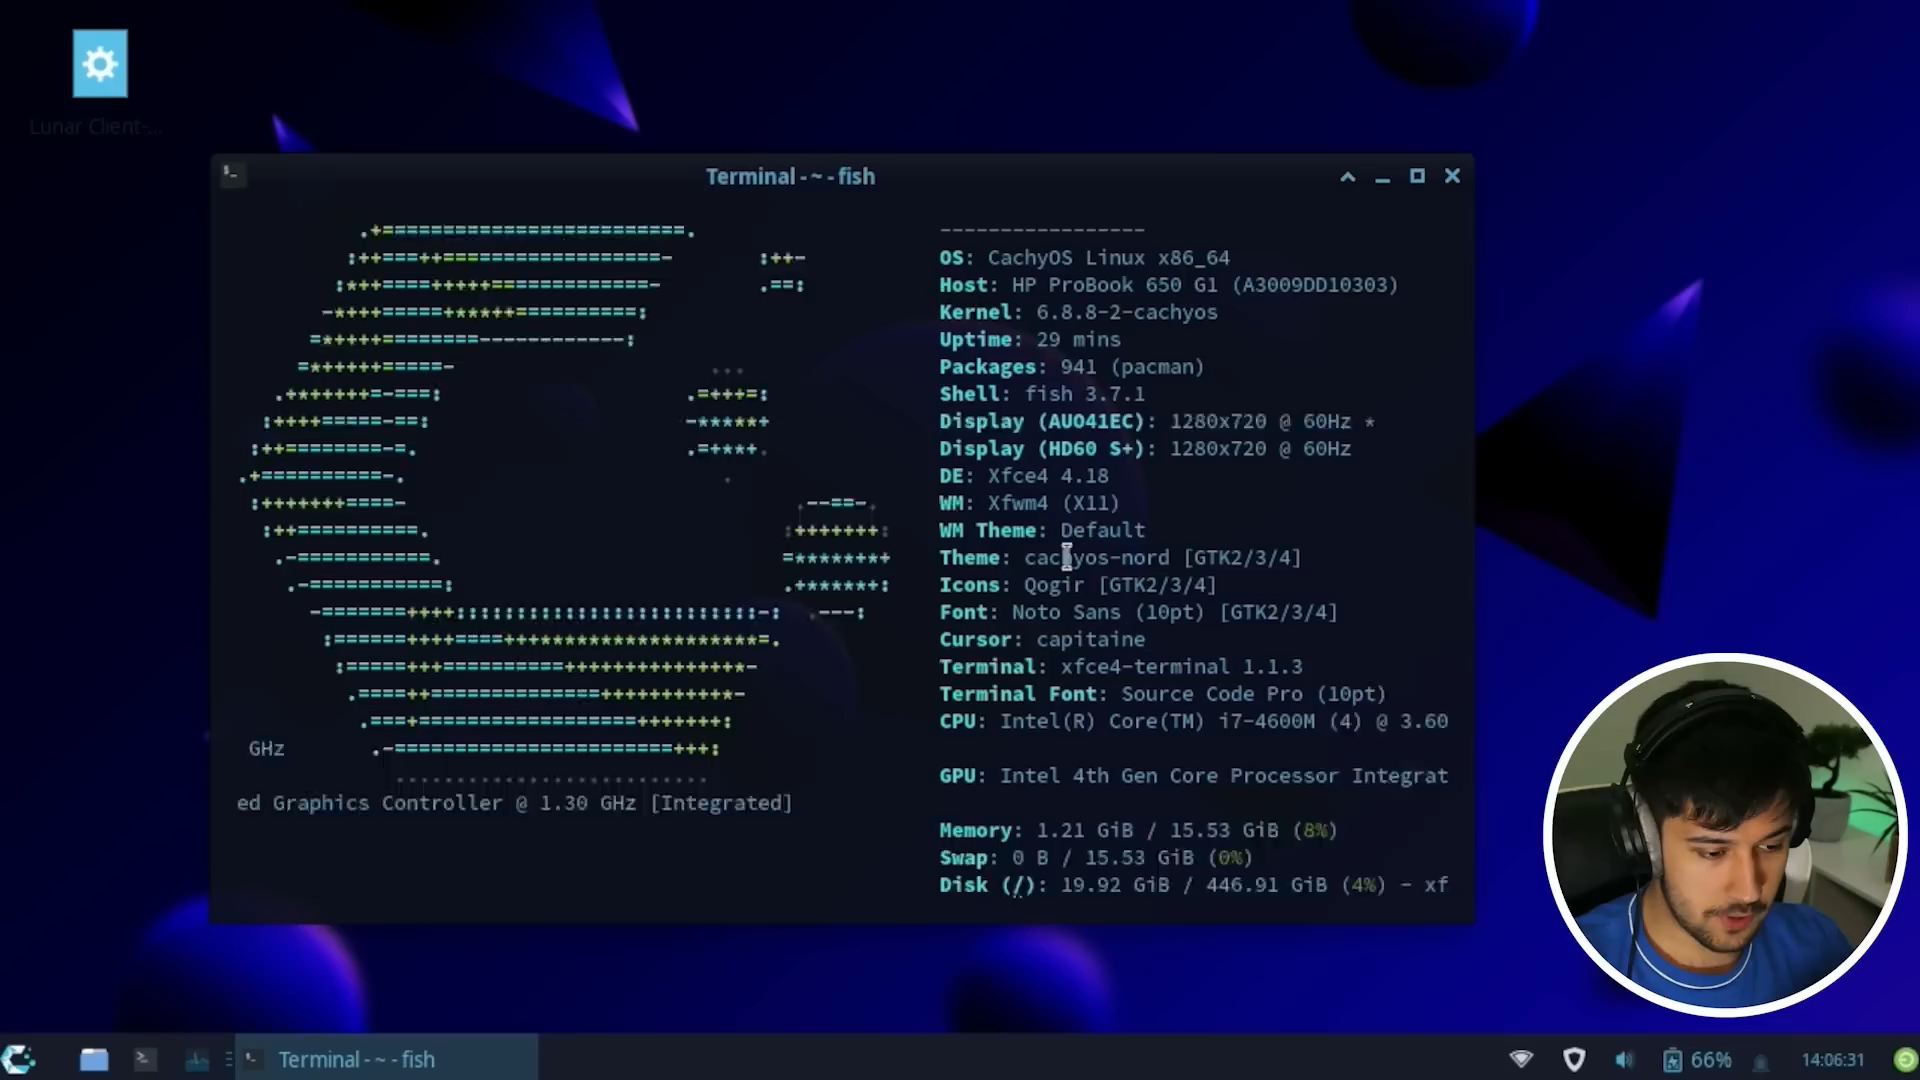 Lunar Client-...
Terminal - ~ - fish
-----------------
OS: CachyOS Linux x86_64
Host: HP ProBook 650 G1 (A3009DD10303)
Kernel: 6.8.8-2-cachyos
Uptime: 29 mins
Packages: 941 (pacman)
Shell: fish 3.7.1
Display (AUO41EC): 1280x720 @ 60Hz *
Display (HD60 S+): 1280x720 @ 60Hz
DE: Xfce4 4.18
WM: Xfwm4 (X11)
WM Theme: Default
Theme: cachyos-nord [GTK2/3/4]
Icons: Qogir [GTK2/3/4]
Font: Noto Sans (10pt) [GTK2/3/4]
Cursor: capitaine
Terminal: xfce4-terminal 1.1.3
Terminal Font: Source Code Pro (10pt)
CPU: Intel(R) Core(TM) i7-4600M (4) @ 3.60
GHz
GPU: Intel 4th Gen Core Processor Integrat
ed Graphics Controller @ 1.30 GHz [Integrated]
Memory: 1.21 GiB / 15.53 GiB (8%)
Swap: 0 B / 15.53 GiB (0%)
Disk (/): 19.92 GiB / 446.91 GiB (4%) - xf
Terminal - ~ - fish
66%
14:06:31